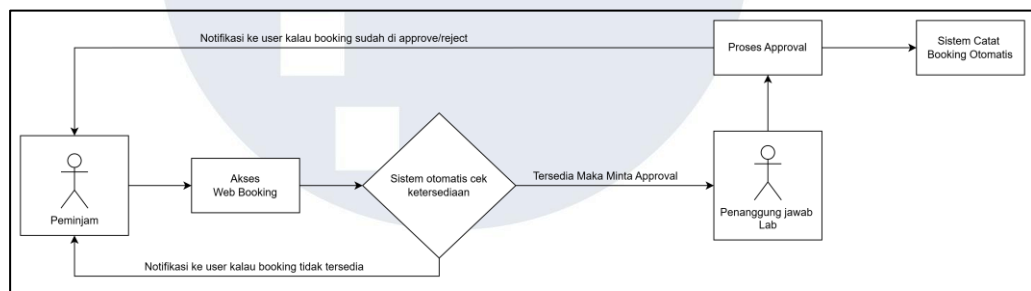 Notifikasi ke user kalau booking sudah di approve/reject
Proses Approval
Sistem Catat
Booking Otomatis
Peminjam
Akses
Web Booking
Sistem otomatis cek
ketersediaan
Tersedia Maka Minta Approval
Penanggung jawab
Lab
Notifikasi ke user kalau booking tidak tersedia